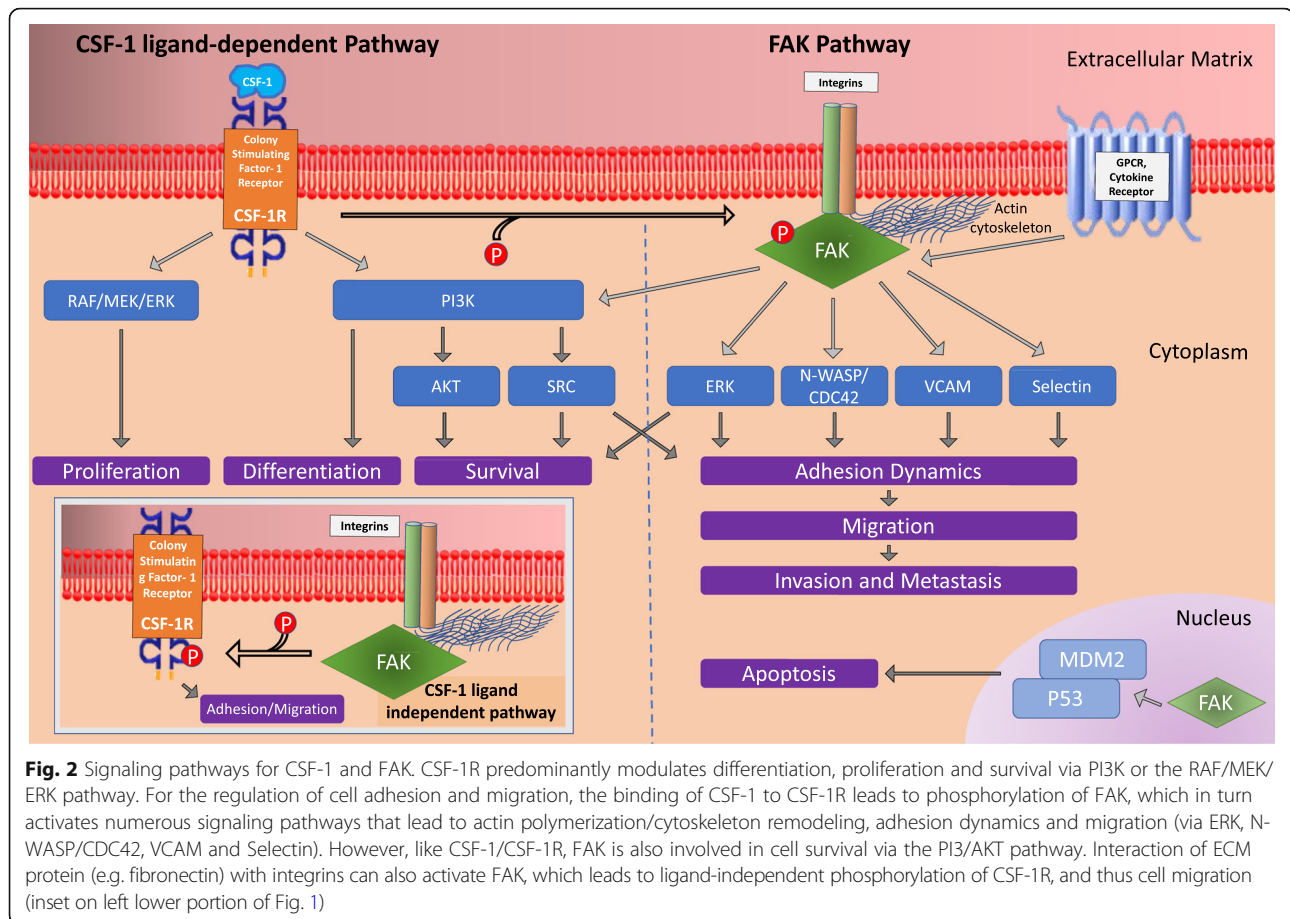 CSF-1 ligand-dependent Pathway
FAK Pathway
Extracellular Matrix
CSF-1
Integrins
Colony
Stimulating
Factor- 1
Receptor
CSF-1R
GPCR,
Cytokine
Receptor
Actin
cytoskeleton
P
P
FAK
RAF/MEK/ERK
PI3K
Cytoplasm
AKT
SRC
ERK
N-WASP/
CDC42
VCAM
Selectin
Proliferation
Differentiation
Survival
Adhesion Dynamics
Migration
Invasion and Metastasis
Integrins
Colony
Stimulatin
g Factor- 1
Receptor
CSF-1R
P
P
FAK
CSF-1 ligand
independent pathway
Adhesion/Migration
Nucleus
MDM2
P53
FAK
Apoptosis
Fig. 2 Signaling pathways for CSF-1 and FAK. CSF-1R predominantly modulates differentiation, proliferation and survival via PI3K or the RAF/MEK/
ERK pathway. For the regulation of cell adhesion and migration, the binding of CSF-1 to CSF-1R leads to phosphorylation of FAK, which in turn
activates numerous signaling pathways that lead to actin polymerization/cytoskeleton remodeling, adhesion dynamics and migration (via ERK, N-
WASP/CDC42, VCAM and Selectin). However, like CSF-1/CSF-1R, FAK is also involved in cell survival via the PI3/AKT pathway. Interaction of ECM
protein (e.g. fibronectin) with integrins can also activate FAK, which leads to ligand-independent phosphorylation of CSF-1R, and thus cell migration
(inset on left lower portion of Fig. 1)